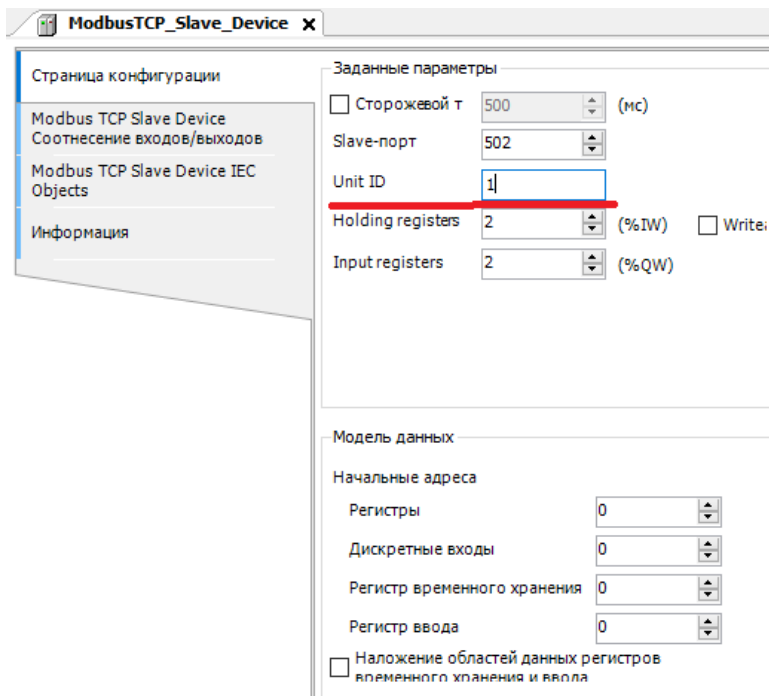 ModbusTCP_Slave_Device X
Страница конфигурации
Modbus TCP Slave Device
Соотнесение входов/выходов
Modbus TCP Slave Device IEC
Objects
Информация
Заданные параметры
Сторожевой т 500 (мс)
Slave-порт 502
Unit ID 1
Holding registers 2 (%IW) Write
Input registers 2 (%QW)
Модель данных
Начальные адреса
Регистры 0
Дискретные входы 0
Регистр временного хранения 0
Регистр ввода 0
Наложение областей данных регистров
временного хранения и ввода